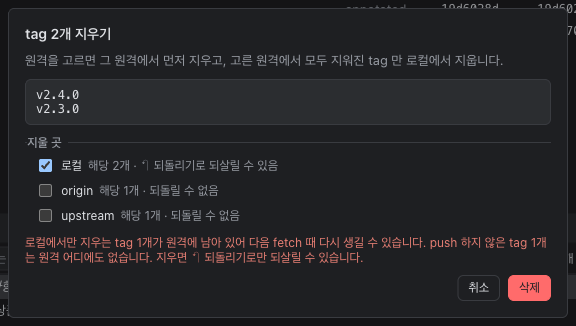 annotated
tag 2개 지우기
원격을 고르면 그 원격에서 먼저 지우고, 고른 원격에서 모두 지워진 tag 만 로컬에서 지웁니다.
v2.4.0
v2.3.0
지울 곳
로컬 해당 2개 · 되돌리기로 되살릴 수 있음
origin 해당 1개 · 되돌릴 수 없음
upstream 해당 1개 · 되돌릴 수 없음
로컬에서만 지우는 tag 1개가 원격에 남아 있어 다음 fetch 때 다시 생길 수 있습니다. push 하지 않은 tag 1개
는 원격 어디에도 없습니다. 지우면 되돌리기로만 되살릴 수 있습니다.
취소
삭제